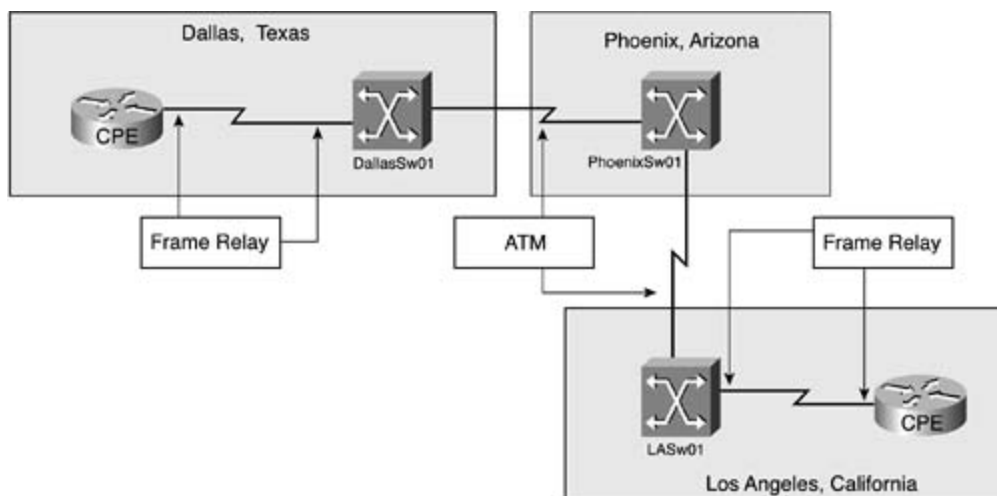 Dallas, Texas
CPE
DallasSw01
Phoenix, Arizona
PhoenixSw01
Frame Relay
ATM
Frame Relay
LASw01
CPE
Los Angeles, California